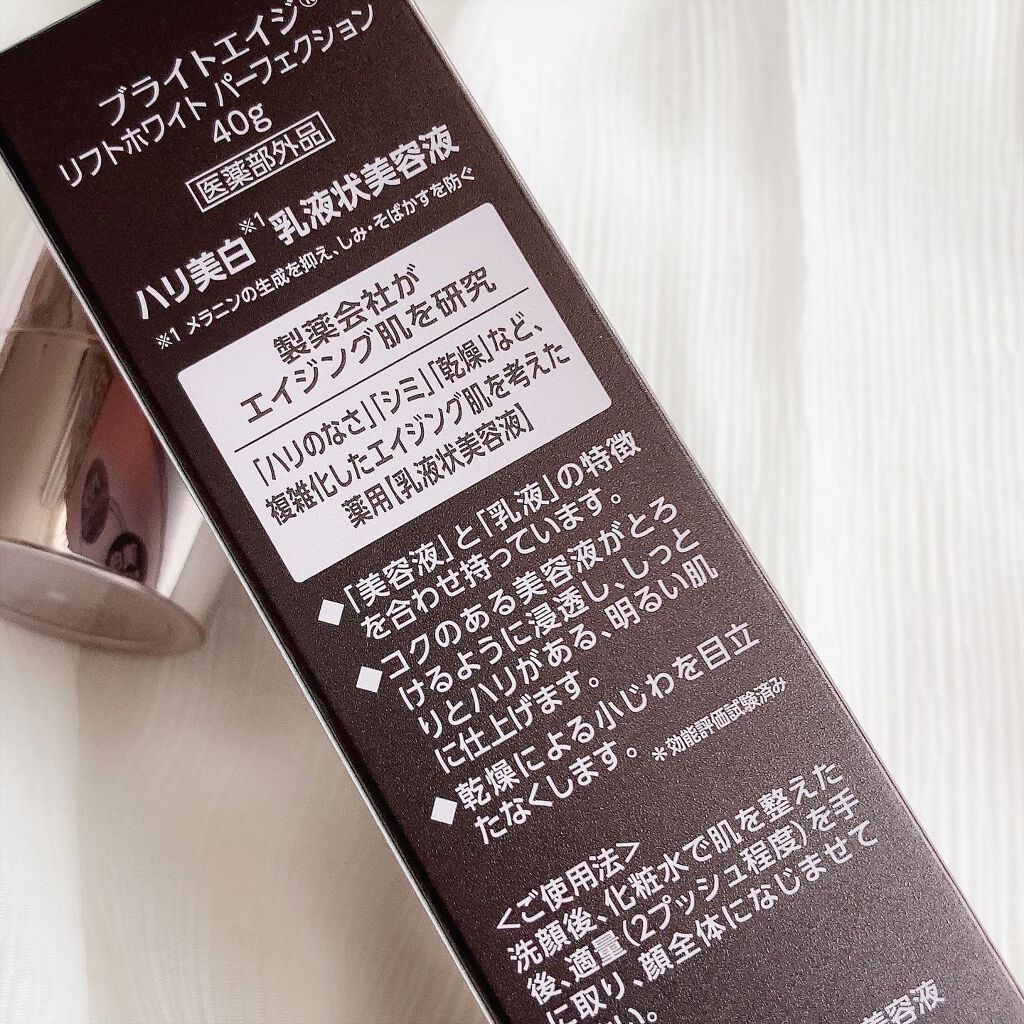 ブライトエイジ®
リフトホワイト パーフェクション
40g
医薬部外品
ハリ美白※1 乳液状美容液
※1 メラニンの生成を抑え、しみ・そばかすを防ぐ
製薬会社が
エイジング肌を研究
「ハリのなさ」「シミ」「乾燥」など、
複雑化したエイジング肌を考えた
薬用[乳液状美容液]
◆「美容液」と「乳液」の特徴
を合わせ持っています。
◆コクのある美容液がとろ
けるように浸透し、しっと
りとハリがある、明るい肌
に仕上げます。
◆乾燥による小じわを目立
たなくします。 *効能評価試験済み
<ご使用法>
洗顔後、化粧水で肌を整えた
後、適量(2プッシュ程度)を手
に取り、顔全体になじませて
い。
美容液